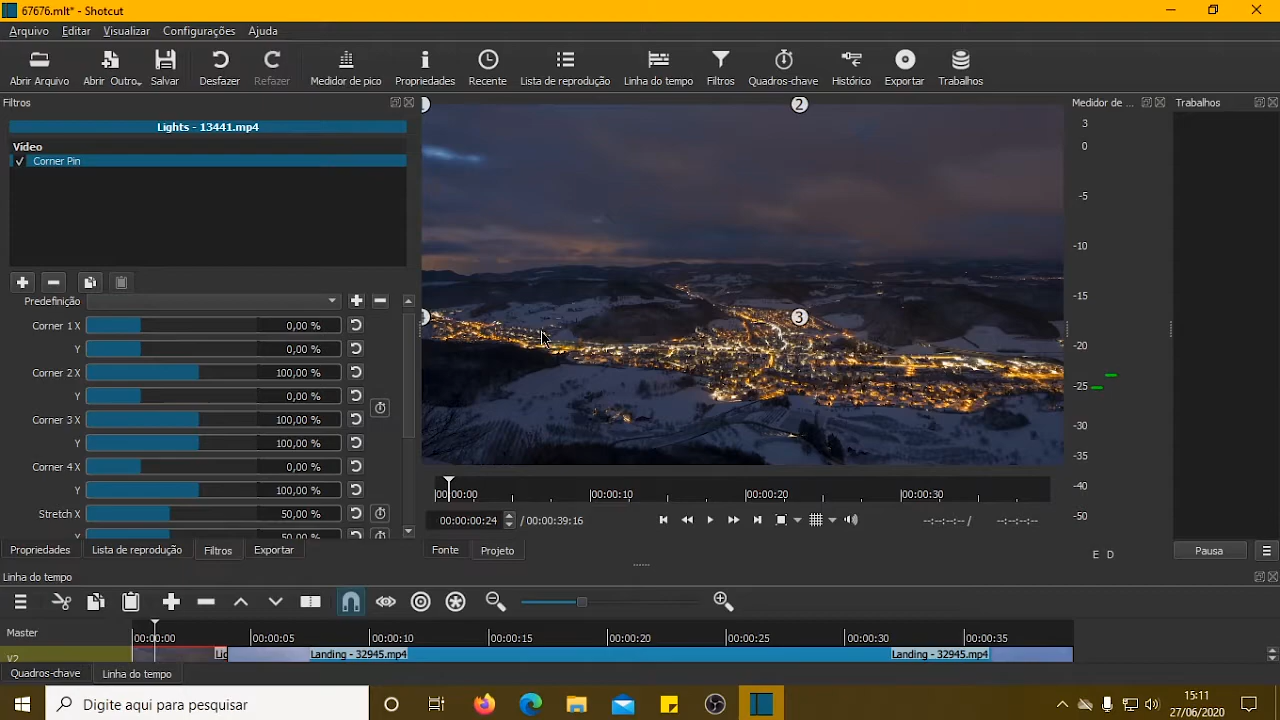 67676.mlt* - Shotcut
Arquivo Editar Visualizar Configurações Ajuda
Abrir Arquivo Abrir Outro... Salvar Desfazer Refazer Medidor de pico Propriedades Recente Lista de reprodução Linha do tempo Filtros Quadros-chave Histórico Exportar Trabalhos
Filtros
Lights - 13441.mp4
Vídeo
Corner Pin
Predefinição
Corner 1 X 0,00 %
Y 0,00 %
Corner 2 X 100,00 %
Y 0,00 %
Corner 3 X 100,00 %
Y 100,00 %
Corner 4 X 0,00 %
Y 100,00 %
Stretch X 50,00 %
Y 50,00 %
Propriedades Lista de reprodução Filtros Exportar
2
3
00:00:00 00:00:10 00:00:20 00:00:30
00:00:00:24 / 00:00:39:16 --:--:--:-- / --:--:--:--
Fonte Projeto
Medidor de ...
3
0
-5
-10
-15
-20
-25
-30
-35
-40
-50
E D
Trabalhos
Pausa
Linha do tempo
Master 00:00:00 00:00:05 00:00:10 00:00:15 00:00:20 00:00:25 00:00:30 00:00:35
V2 Lig Landing - 32945.mp4 Landing - 32945.mp4
Quadros-chave Linha do tempo
Digite aqui para pesquisar
15:11
27/06/2020